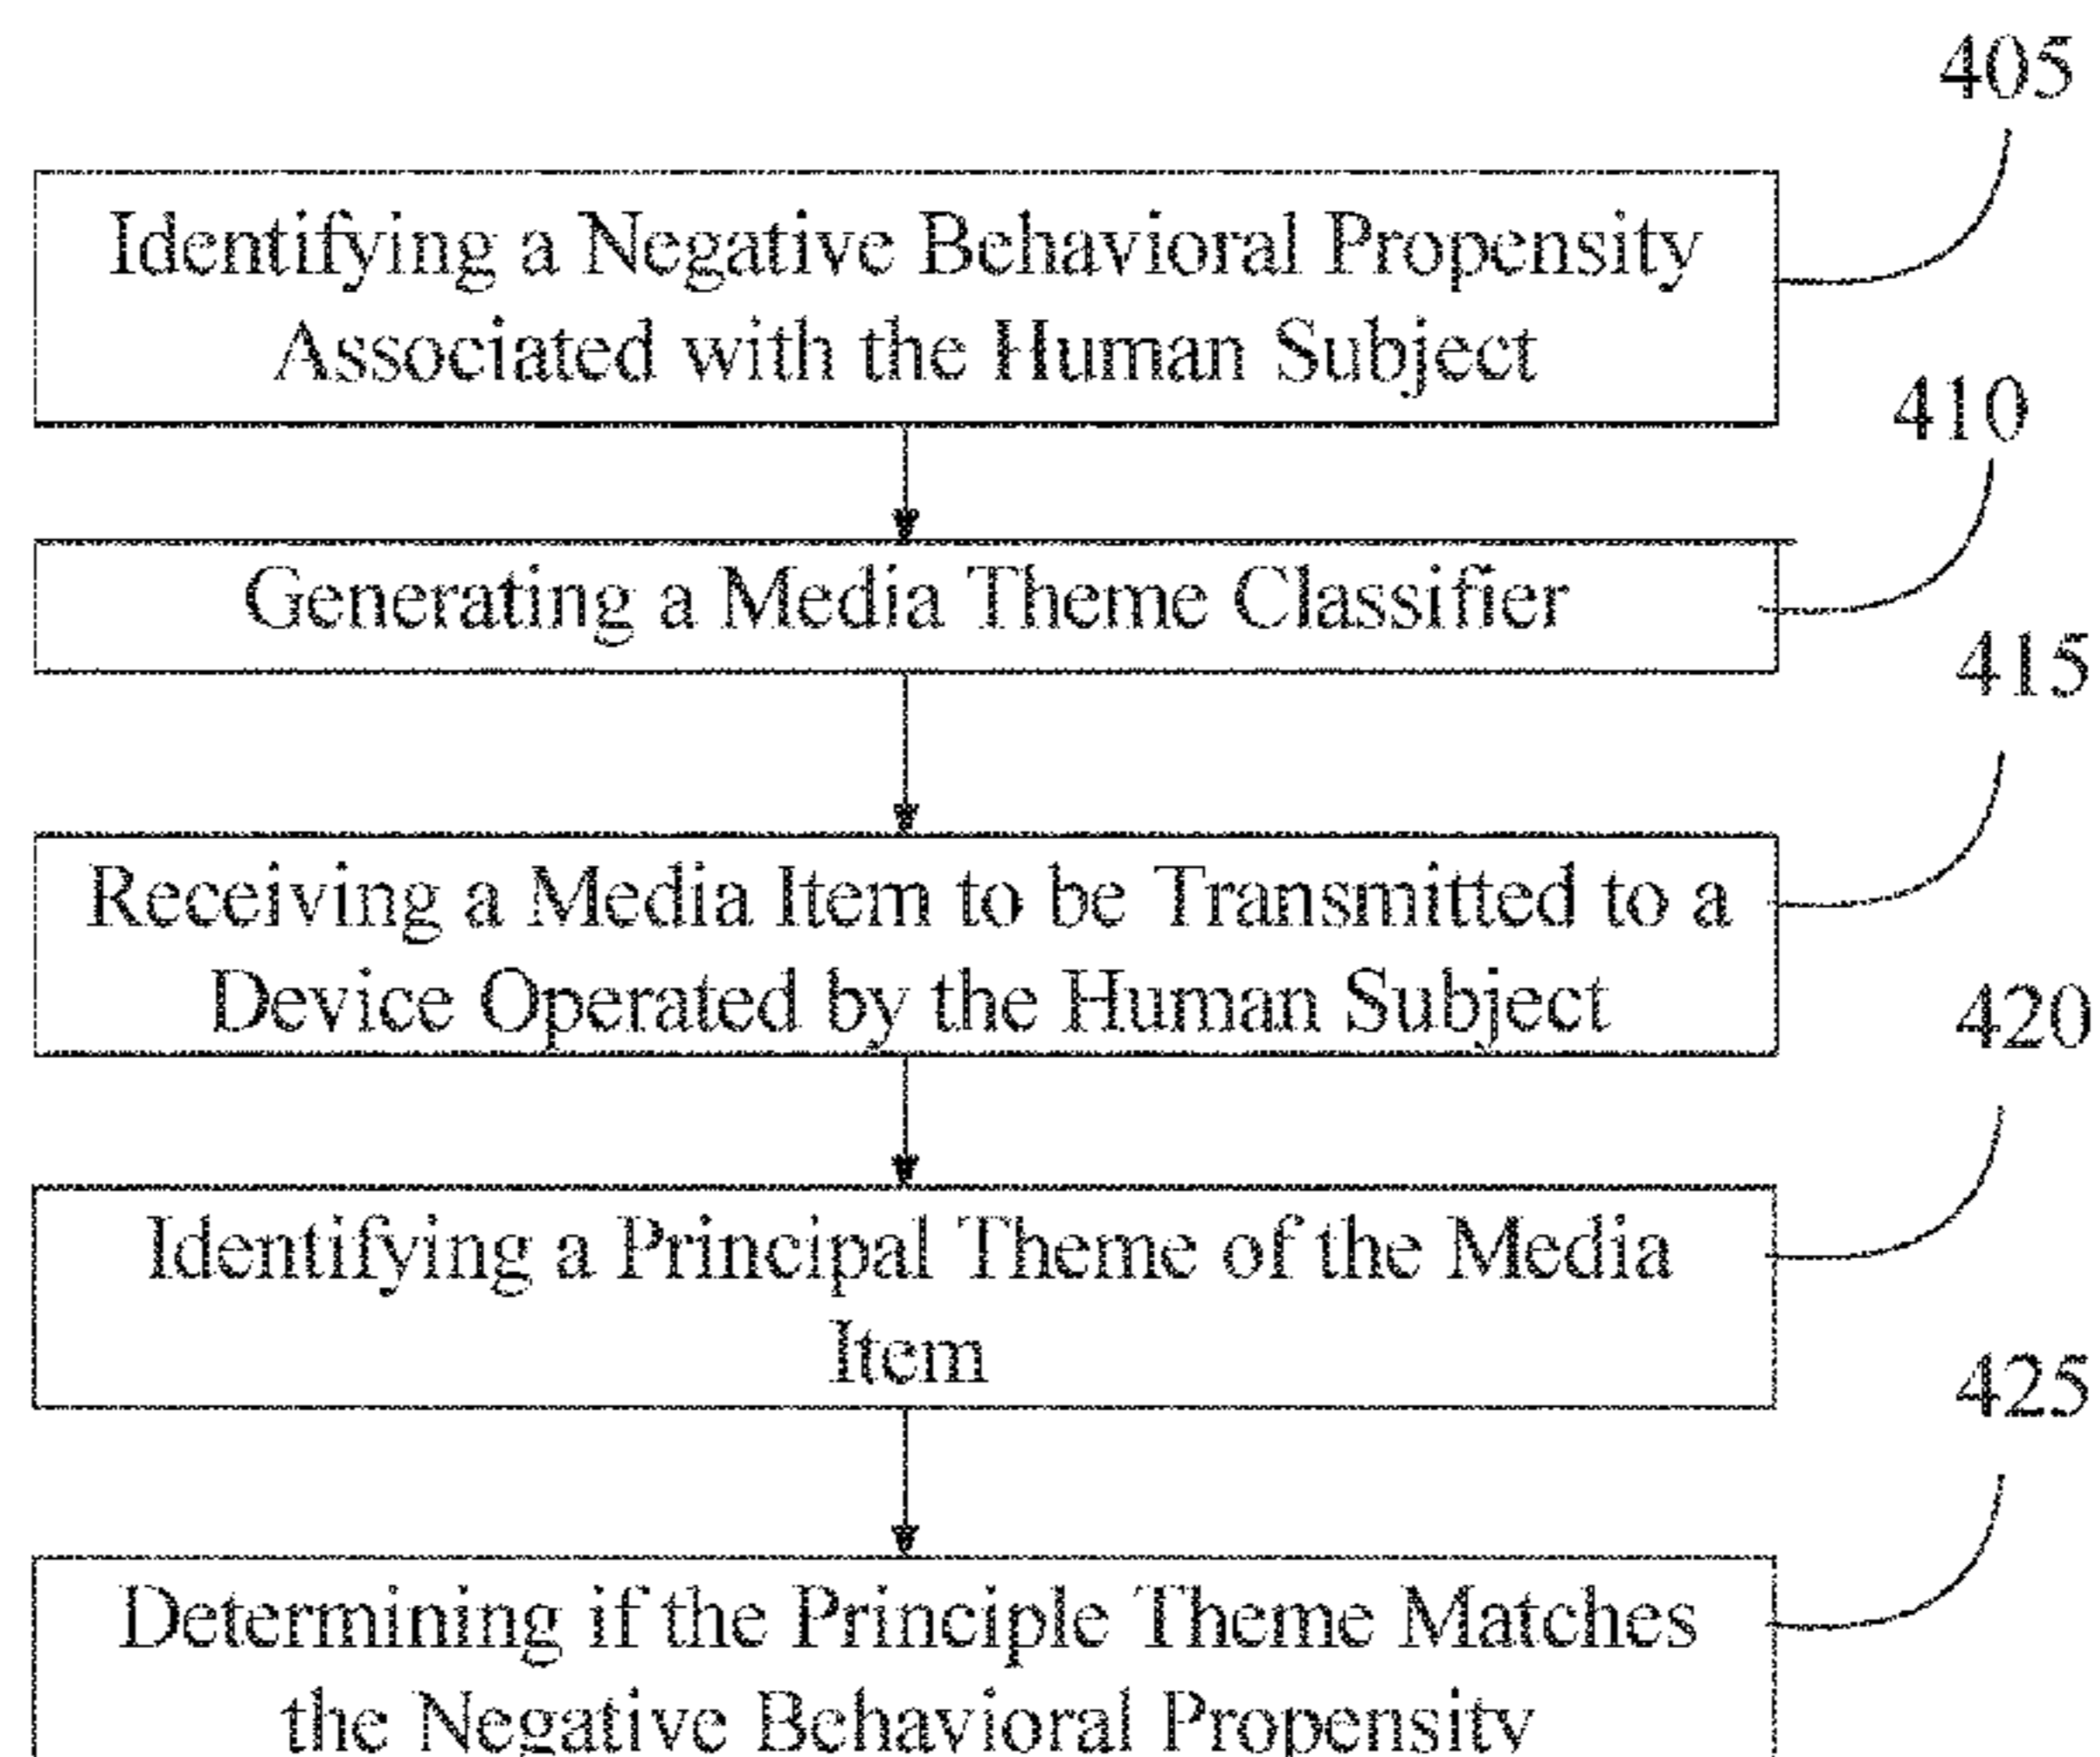 405
Identifying a Negative Behavioral Propensity
Associated with the Human Subject
410
Generating a Media Theme Classifier
415
Receiving a Media Item to be Transmitted to a
Device Operated by the Human Subject
420
Identifying a Principal Theme of the Media
Item
425
Determining if the Principle Theme Matches
the Negative Behavioral Propensity